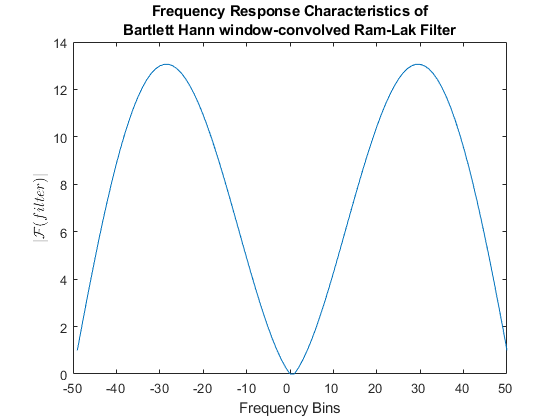 Frequency Response Characteristics of
Bartlett Hann window-convolved Ram-Lak Filter
14
12
10
8
6
4
2
0
|ℱ(filter)|
-50 -40 -30 -20 -10 0 10 20 30 40 50
Frequency Bins